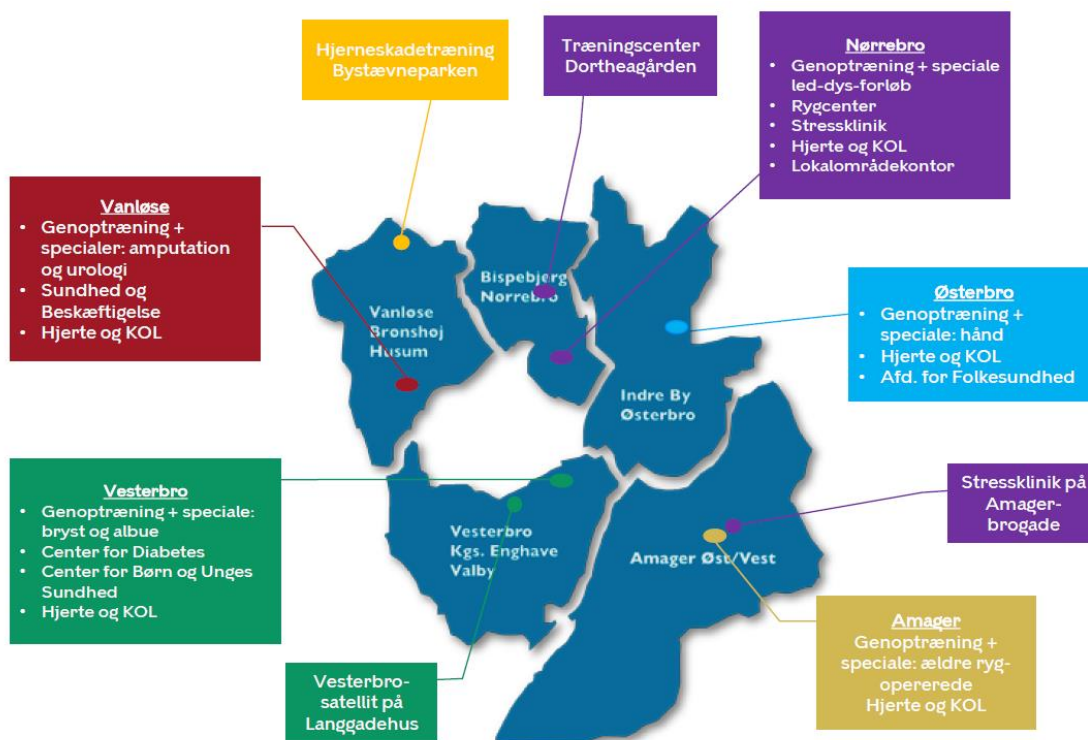 Hjerneskadetræning
Bystævneparken
Træningscenter
Dortheagården
Nørrebro
• Genoptræning + speciale
led-dys-forløb
• Rygcenter
• Stressklinik
• Hjerte og KOL
• Lokalområdekontor
Vanløse
• Genoptræning +
specialer: amputation
og urologi
• Sundhed og
Beskæftigelse
• Hjerte og KOL
Bispebjerg
Nørrebro
Vanløse
Brønshøj
Husum
Østerbro
• Genoptræning +
speciale: hånd
• Hjerte og KOL
• Afd. for Folkesundhed
Indre By
Østerbro
Vesterbro
• Genoptræning + speciale:
bryst og albue
• Center for Diabetes
• Center for Børn og Unges
Sundhed
• Hjerte og KOL
Vesterbro
Kgs. Enghave
Valby
Amager Øst/Vest
Stressklinik på
Amager-
brogade
Amager
Genoptræning +
speciale: ældre ryg-
opererede
Hjerte og KOL
Vesterbro-
satellit på
Langgadehus